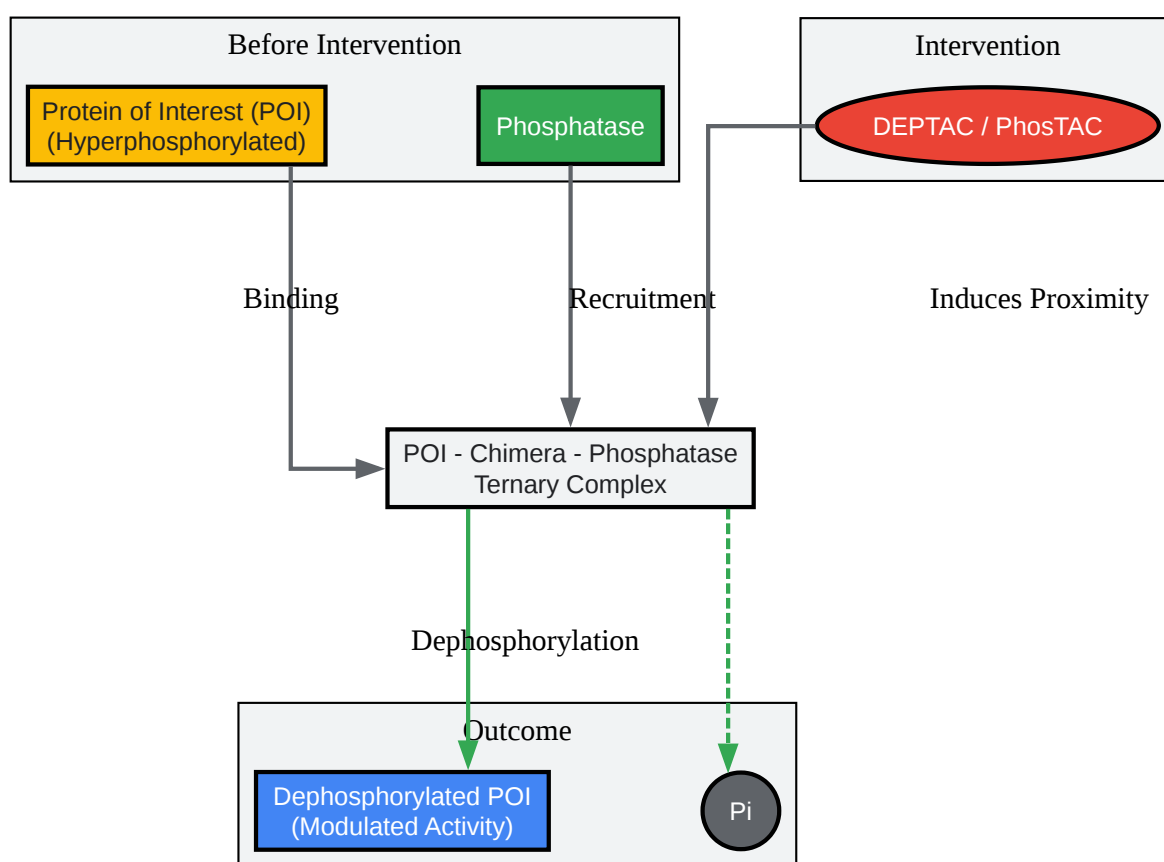 Before Intervention
Intervention
Protein of Interest (POI)
(Hyperphosphorylated)
Phosphatase
DEPTAC / PhosTAC
Binding
Recruitment
Induces Proximity
POI - Chimera - Phosphatase
Ternary Complex
Dephosphorylation
Outcome
Dephosphorylated POI
(Modulated Activity)
Pi